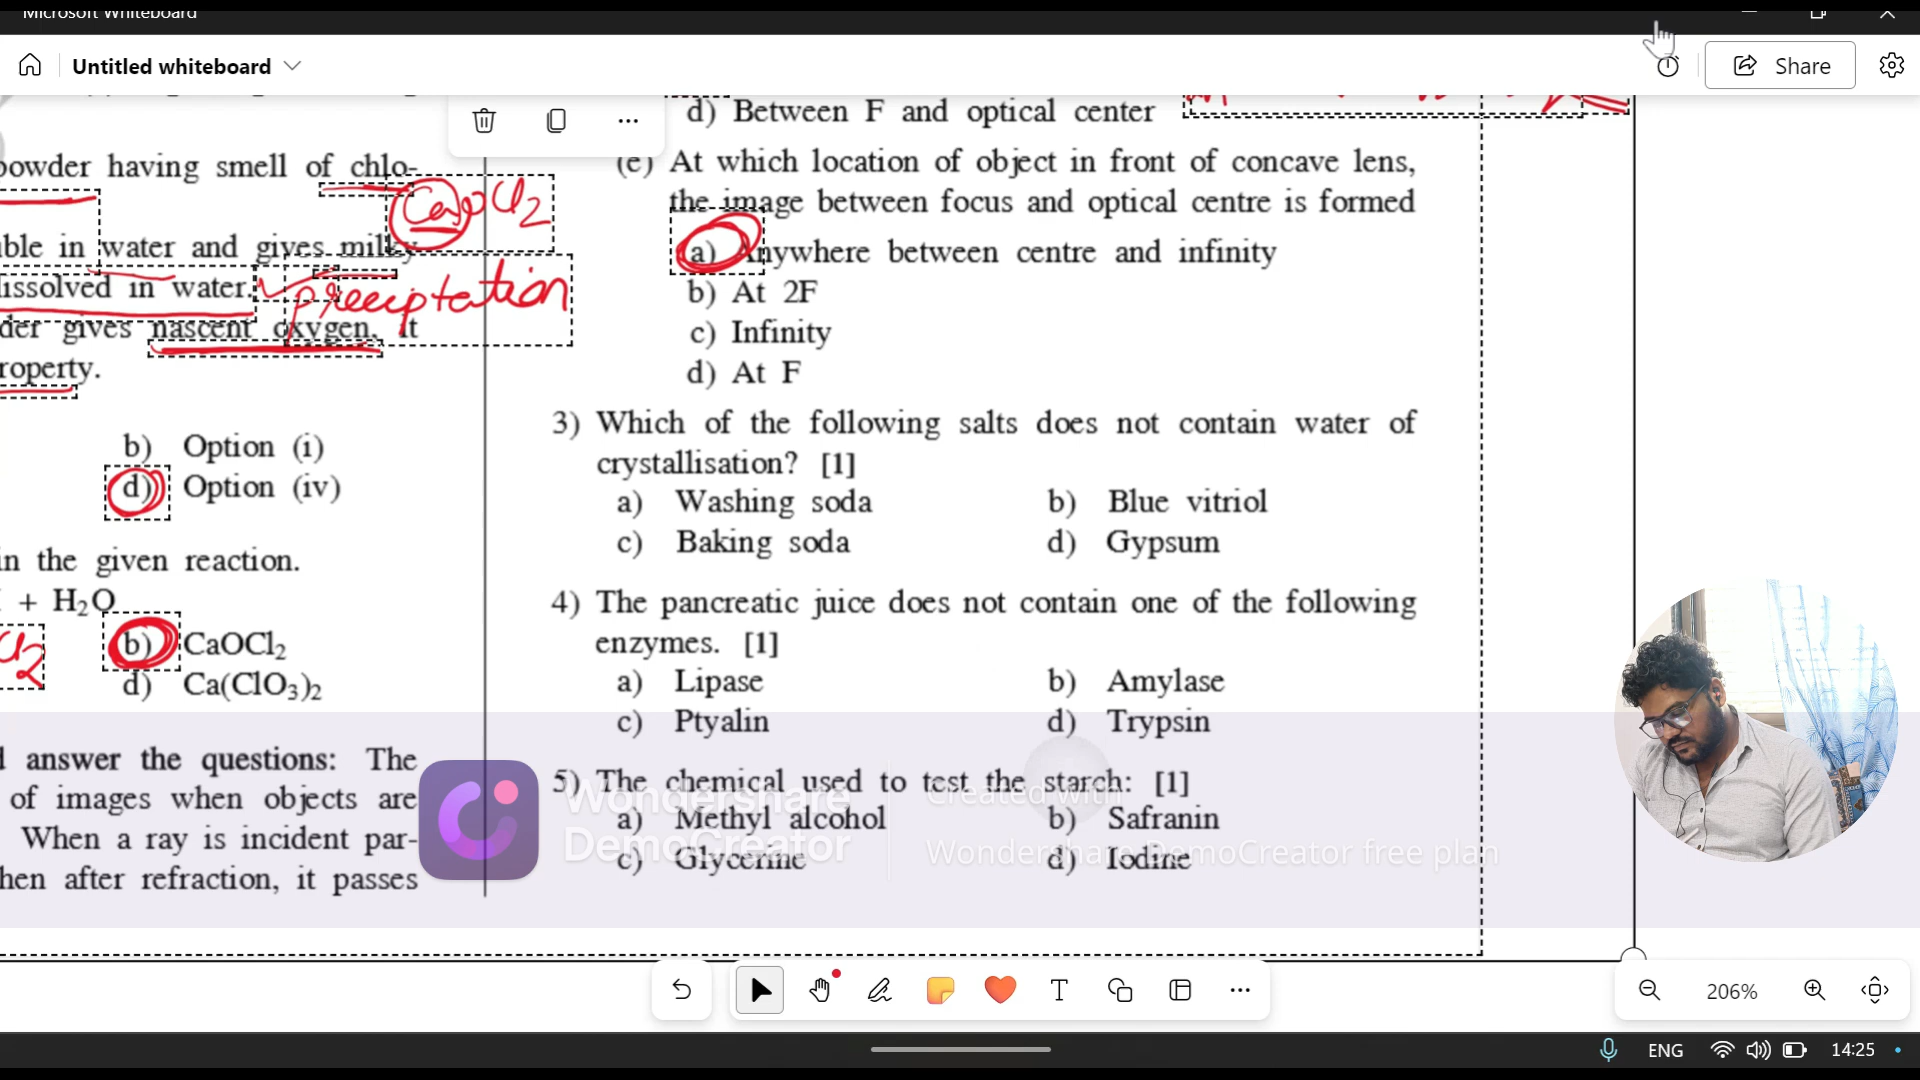 Microsoft Whiteboard
Untitled whiteboard
Share
powder having smell of chlo-
CaOCl2
ble in water and gives milky
issolved in water.
precciptation
der gives nascent oxygen, it
roperty.
b) Option (i)
d) Option (iv)
in the given reaction.
+ H₂O
b) CaOCl₂
Cl2
d) Ca(ClO₃)₂
answer the questions: The
of images when objects are
When a ray is incident par-
hen after refraction, it passes
d) Between F and optical center
(e) At which location of object in front of concave lens,
the image between focus and optical centre is formed
a) Anywhere between centre and infinity
b) At 2F
c) Infinity
d) At F
3) Which of the following salts does not contain water of
crystallisation? [1]
a) Washing soda b) Blue vitriol
c) Baking soda d) Gypsum
4) The pancreatic juice does not contain one of the following
enzymes. [1]
a) Lipase b) Amylase
c) Ptyalin d) Trypsin
5) The chemical used to test the starch: [1]
a) Methyl alcohol b) Safranin
c) Glycerine d) Iodine
Wondershare
DemoCreator
Created with
Wondershare DemoCreator free plan
206%
ENG
14:25